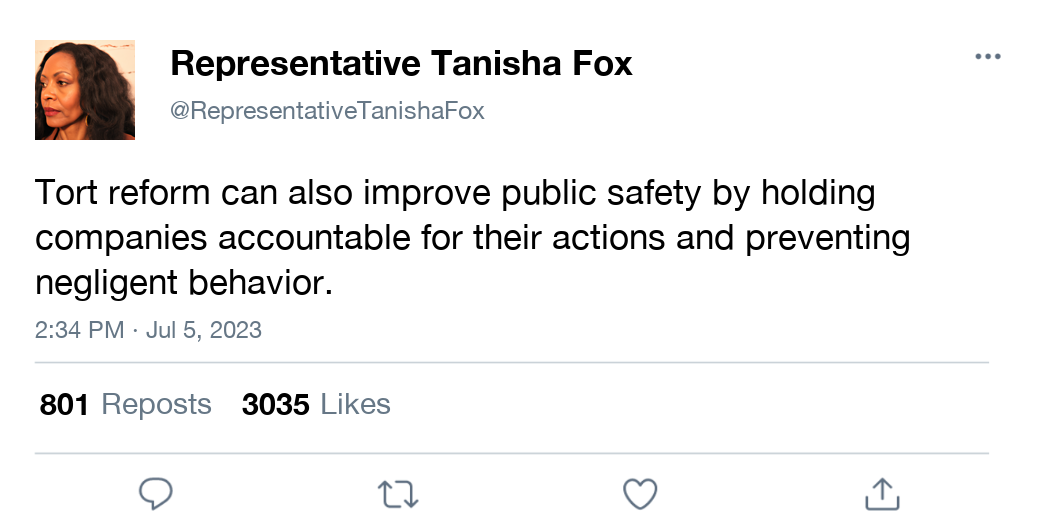 Representative Tanisha Fox
@RepresentativeTanishaFox
Tort reform can also improve public safety by holding
companies accountable for their actions and preventing
negligent behavior.
2:34 PM · Jul 5, 2023
801 Reposts 3035 Likes